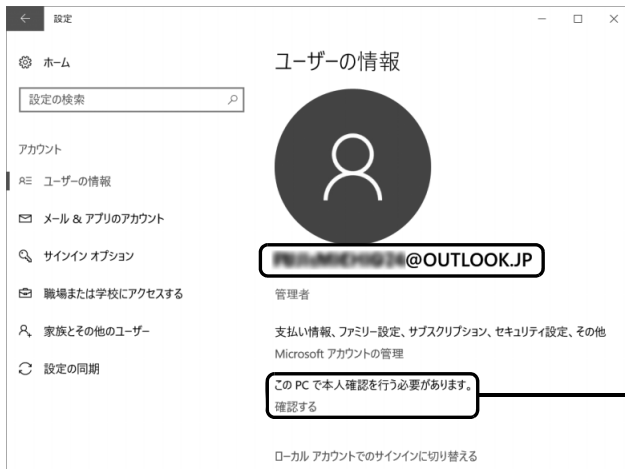 設定
ホーム
設定の検索
アカウント
ユーザーの情報
メール & アプリのアカウント
サインイン オプション
職場または学校にアクセスする
家族とその他のユーザー
設定の同期
ユーザーの情報
@OUTLOOK.JP
管理者
支払い情報、ファミリー設定、サブスクリプション、セキュリティ設定、その他
Microsoft アカウントの管理
この PC で本人確認を行う必要があります。
確認する
ローカル アカウントでのサインインに切り替える